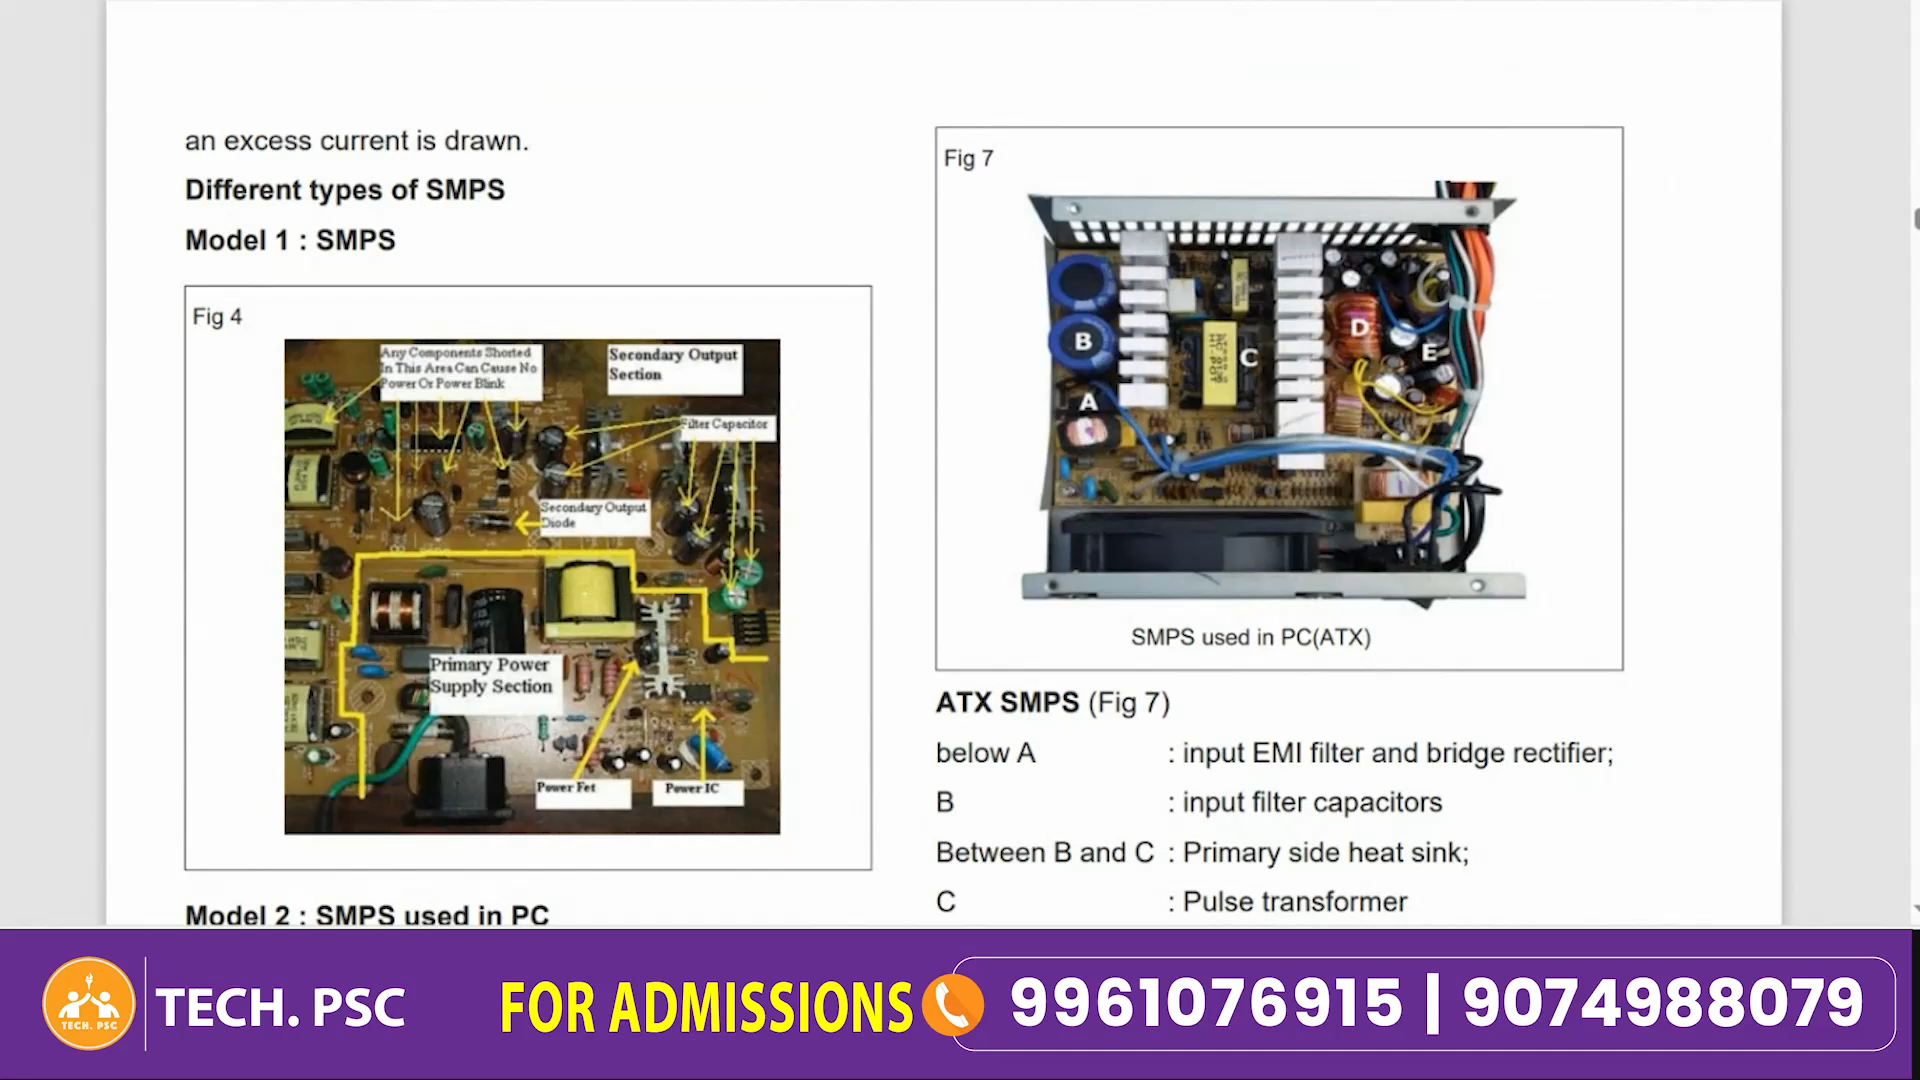 an excess current is drawn.
Different types of SMPS
Model 1 : SMPS
Fig 4
Any Components Shorted
In This Area Can Cause No
Power Or Power Blink
Secondary Output
Section
Filter Capacitor
Secondary Output
Diode
Primary Power
Supply Section
Power Fet
Power IC
Model 2 : SMPS used in PC
Fig 7
B
C
D
E
A
SMPS used in PC(ATX)
ATX SMPS (Fig 7)
below A : input EMI filter and bridge rectifier;
B : input filter capacitors
Between B and C : Primary side heat sink;
C : Pulse transformer
TECH. PSC
TECH. PSC
FOR ADMISSIONS
9961076915 | 9074988079